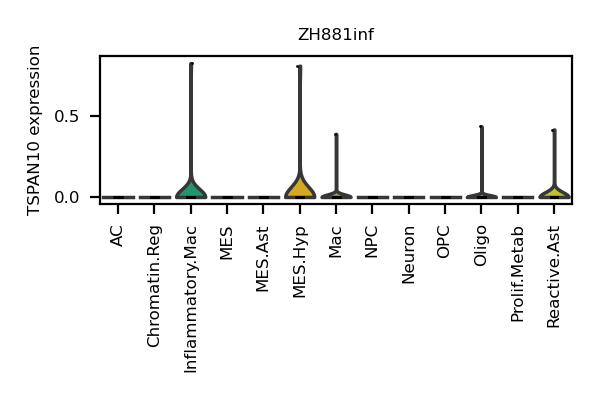 ZH881inf
TSPAN10 expression
0.5
0.0
AC
Chromatin.Reg
Inflammatory.Mac
MES
MES.Ast
MES.Hyp
Mac
NPC
Neuron
OPC
Oligo
Prolif.Metab
Reactive.Ast